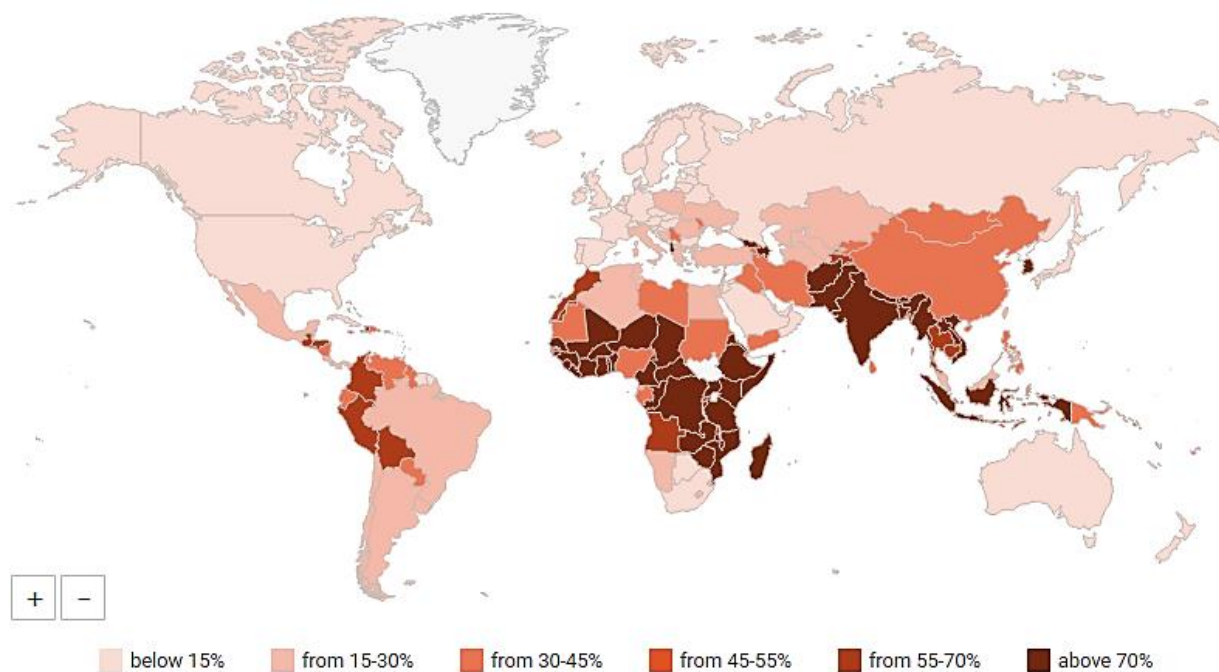 + −
below 15% from 15-30% from 30-45% from 45-55% from 55-70% above 70%